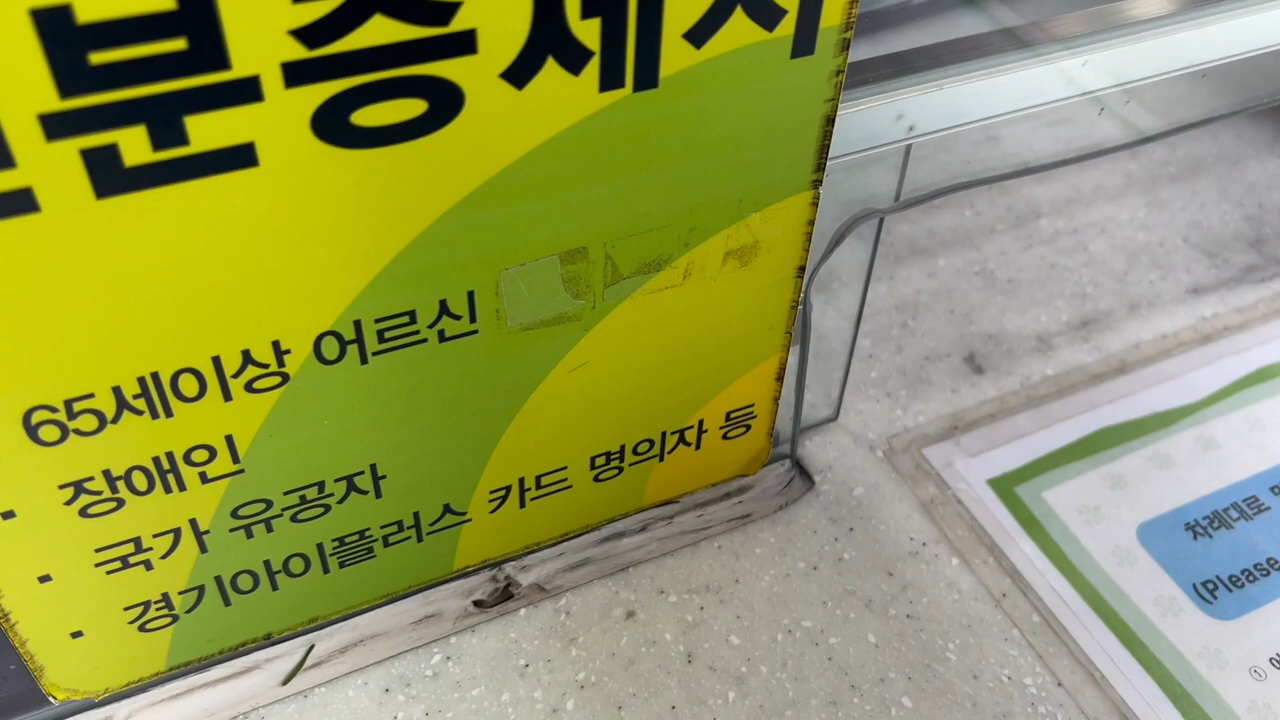 분증제시
65세이상 어르신
· 장애인
· 국가 유공자
· 경기아이플러스 카드 명의자 등
차례대로
(Please
①